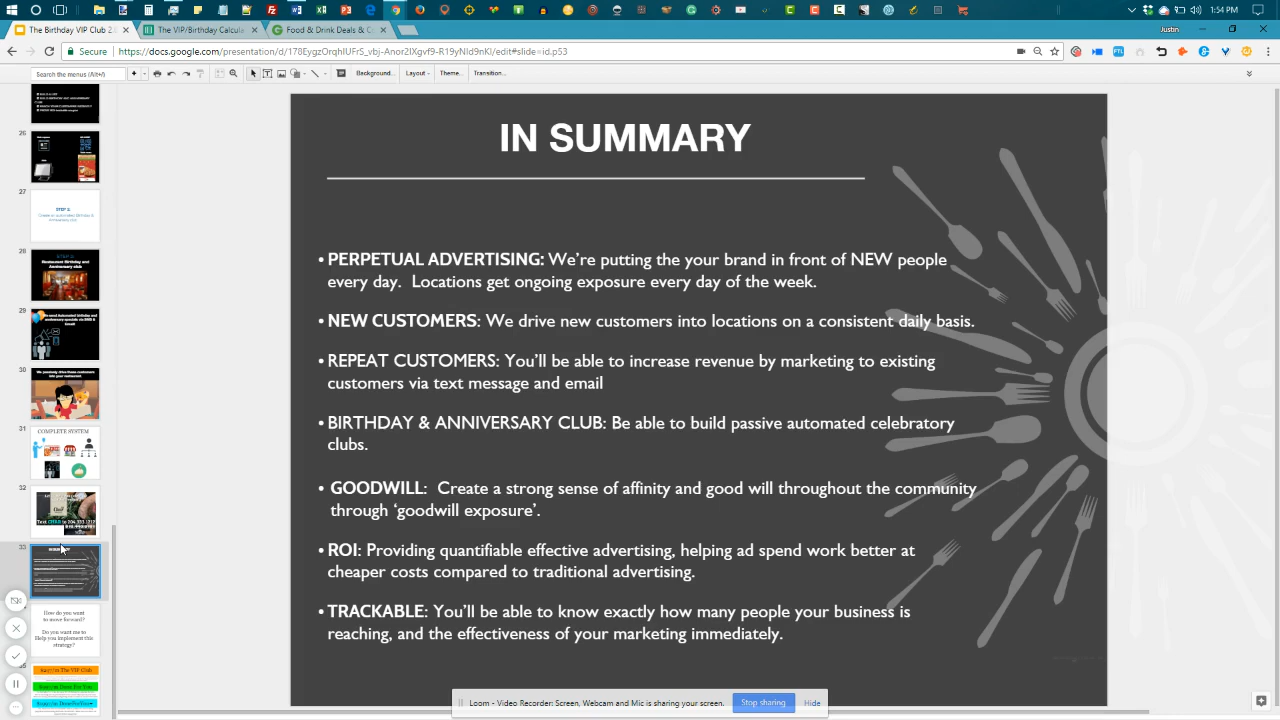 The VIP/Birthday Calcula
Food & Drink Deals & C
Justin
Secure
https://docs.google.com/presentation/d/178EygzOrqhIUFrS_vbj-Anor2IXgvf9-R19yNId9nKI/edit#slide=id.p53
Search the menus (Alt+/)
Background...
Layout
Theme...
Transition...
IN SUMMARY
• PERPETUAL ADVERTISING: We're putting the your brand in front of NEW people
every day. Locations get ongoing exposure every day of the week.
• NEW CUSTOMERS: We drive new customers into locations on a consistent daily basis.
• REPEAT CUSTOMERS: You'll be able to increase revenue by marketing to existing
customers via text message and email
• BIRTHDAY & ANNIVERSARY CLUB: Be able to build passive automated celebratory
clubs.
• GOODWILL: Create a strong sense of affinity and good will throughout the community
through 'goodwill exposure'.
• ROI: Providing quantifiable effective advertising, helping ad spend work better at
cheaper costs compared to traditional advertising.
• TRACKABLE: You'll be able to know exactly how many people your business is
reaching, and the effectiveness of your marketing immediately.
26
27
STEP 2:
28
Restaurant Birthday and
Anniversary club
29
30
31
COMPLETE SYSTEM
32
33
How do you want
to move forward?
Do you want me to
Help you implement this
strategy?
Loom - Video Recorder: Screen, Webcam and Mic is sharing your screen.
Stop sharing
Hide